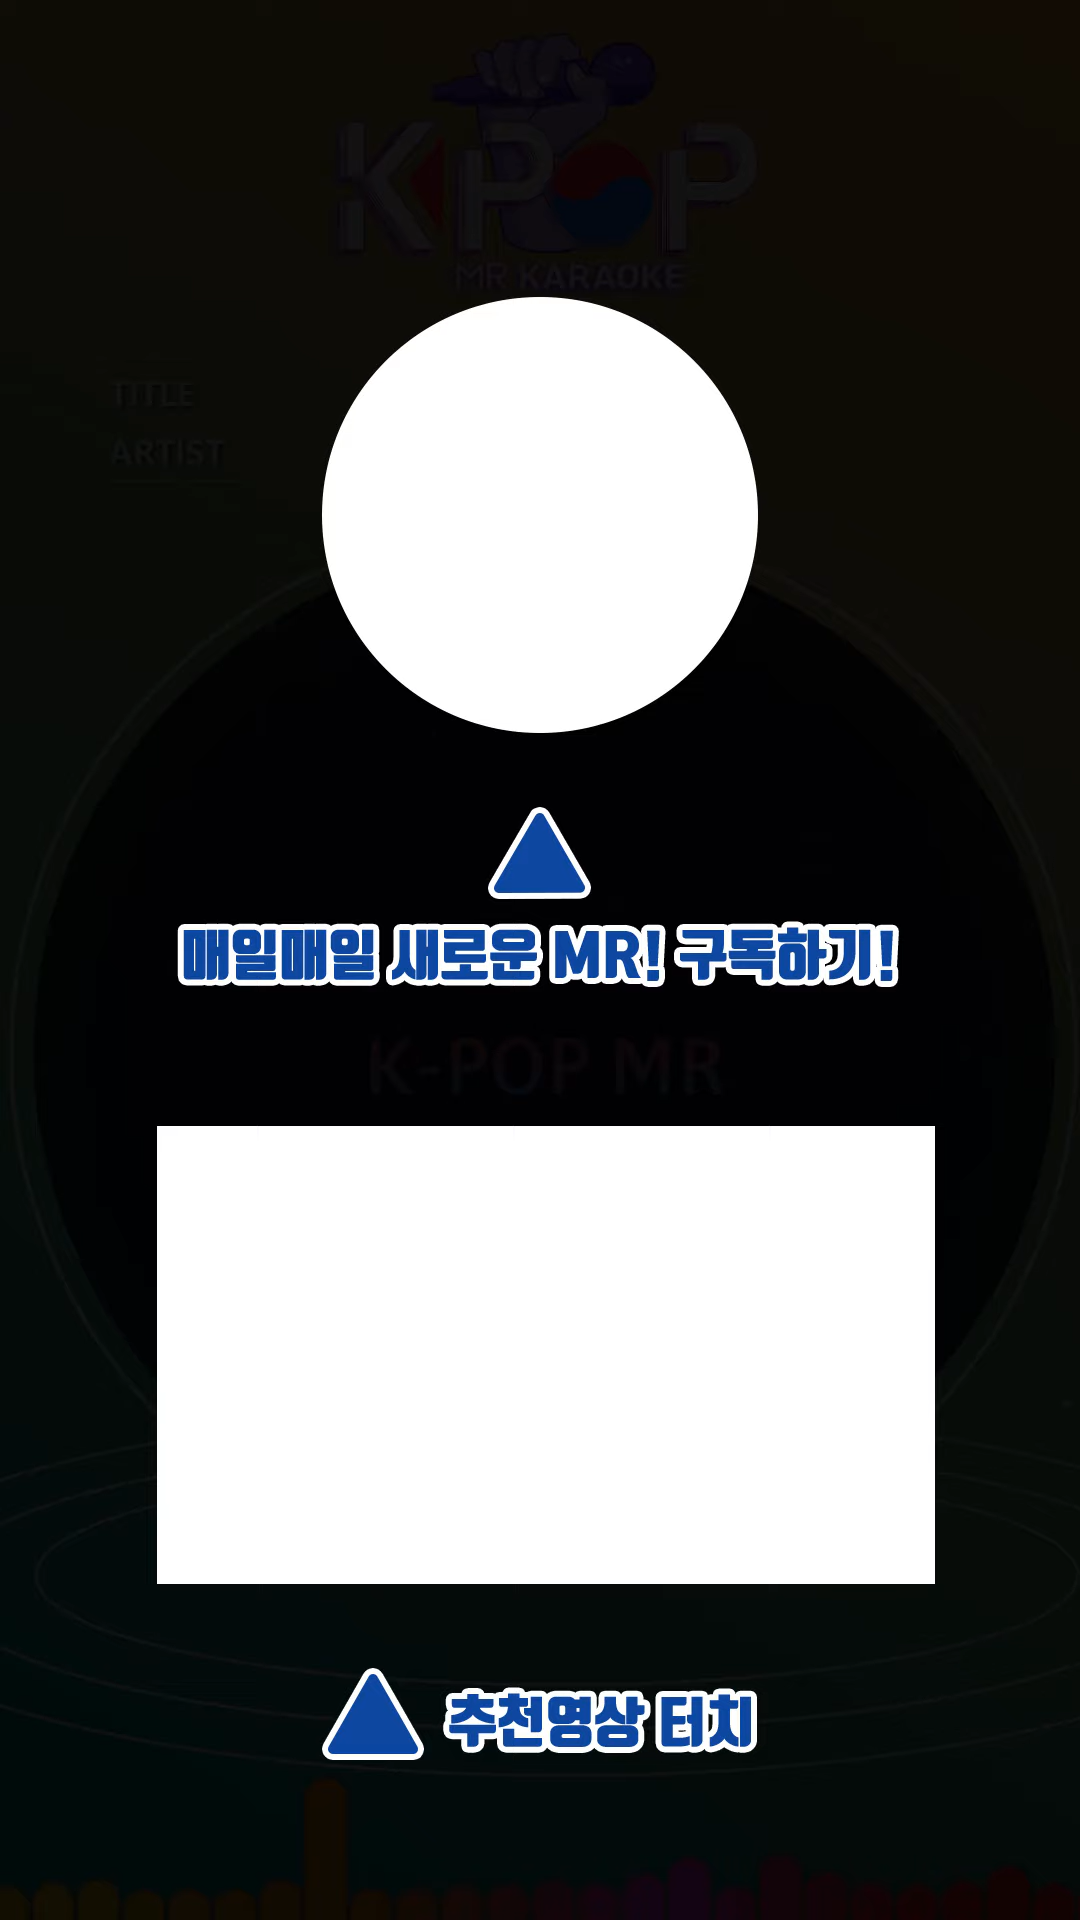 KPOP
MR KARAOKE
TITLE
ARTIST
매일매일 새로운 MR! 구독하기!
K-POP MR
추천영상 터치